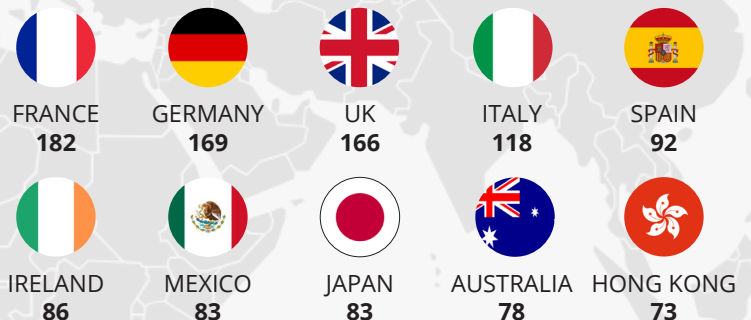 FRANCE GERMANY UK ITALY SPAIN
182 169 166 118 92
IRELAND MEXICO JAPAN AUSTRALIA HONG KONG
86 83 83 78 73